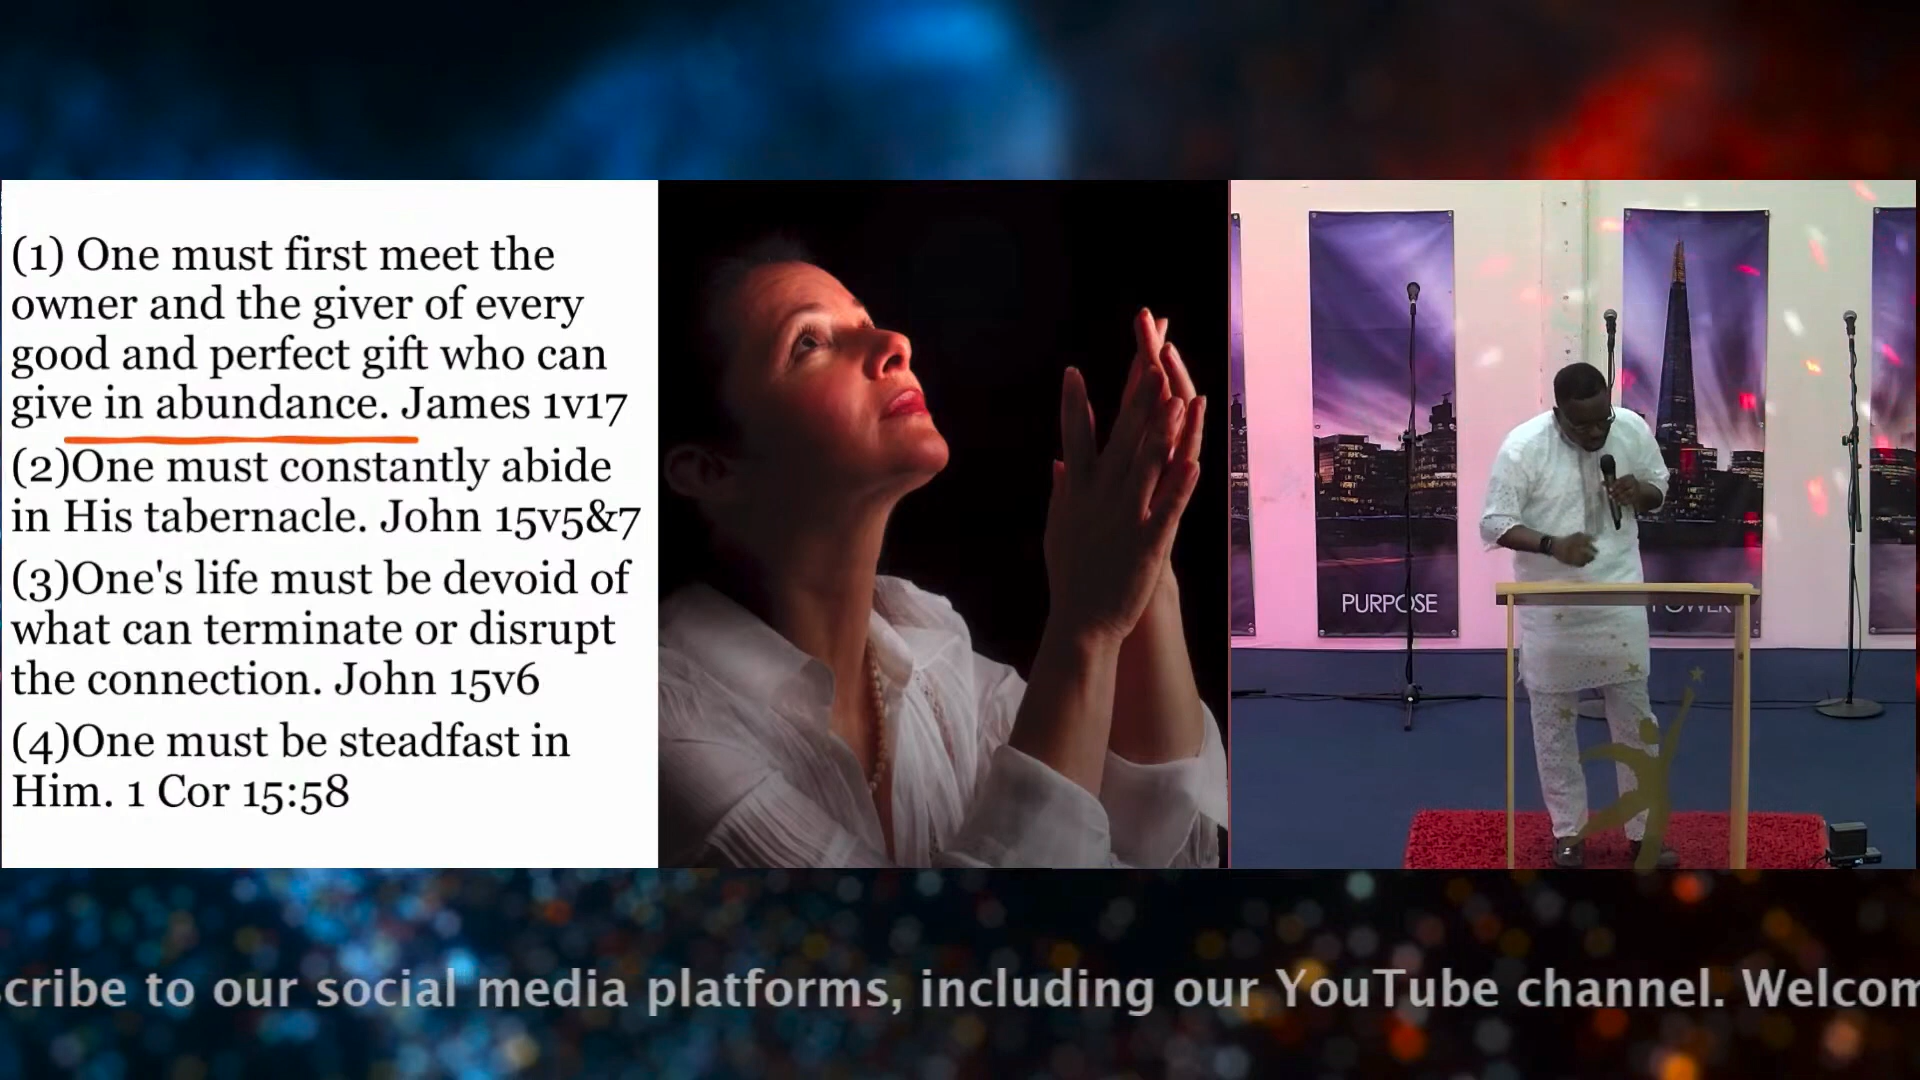 (1) One must first meet the
owner and the giver of every
good and perfect gift who can
give in abundance. James 1v17
(2)One must constantly abide
in His tabernacle. John 15v5&7
(3)One's life must be devoid of
what can terminate or disrupt
the connection. John 15v6
(4)One must be steadfast in
Him. 1 Cor 15:58
PURPOSE
POWER
cribe to our social media platforms, including our YouTube channel. Welcom